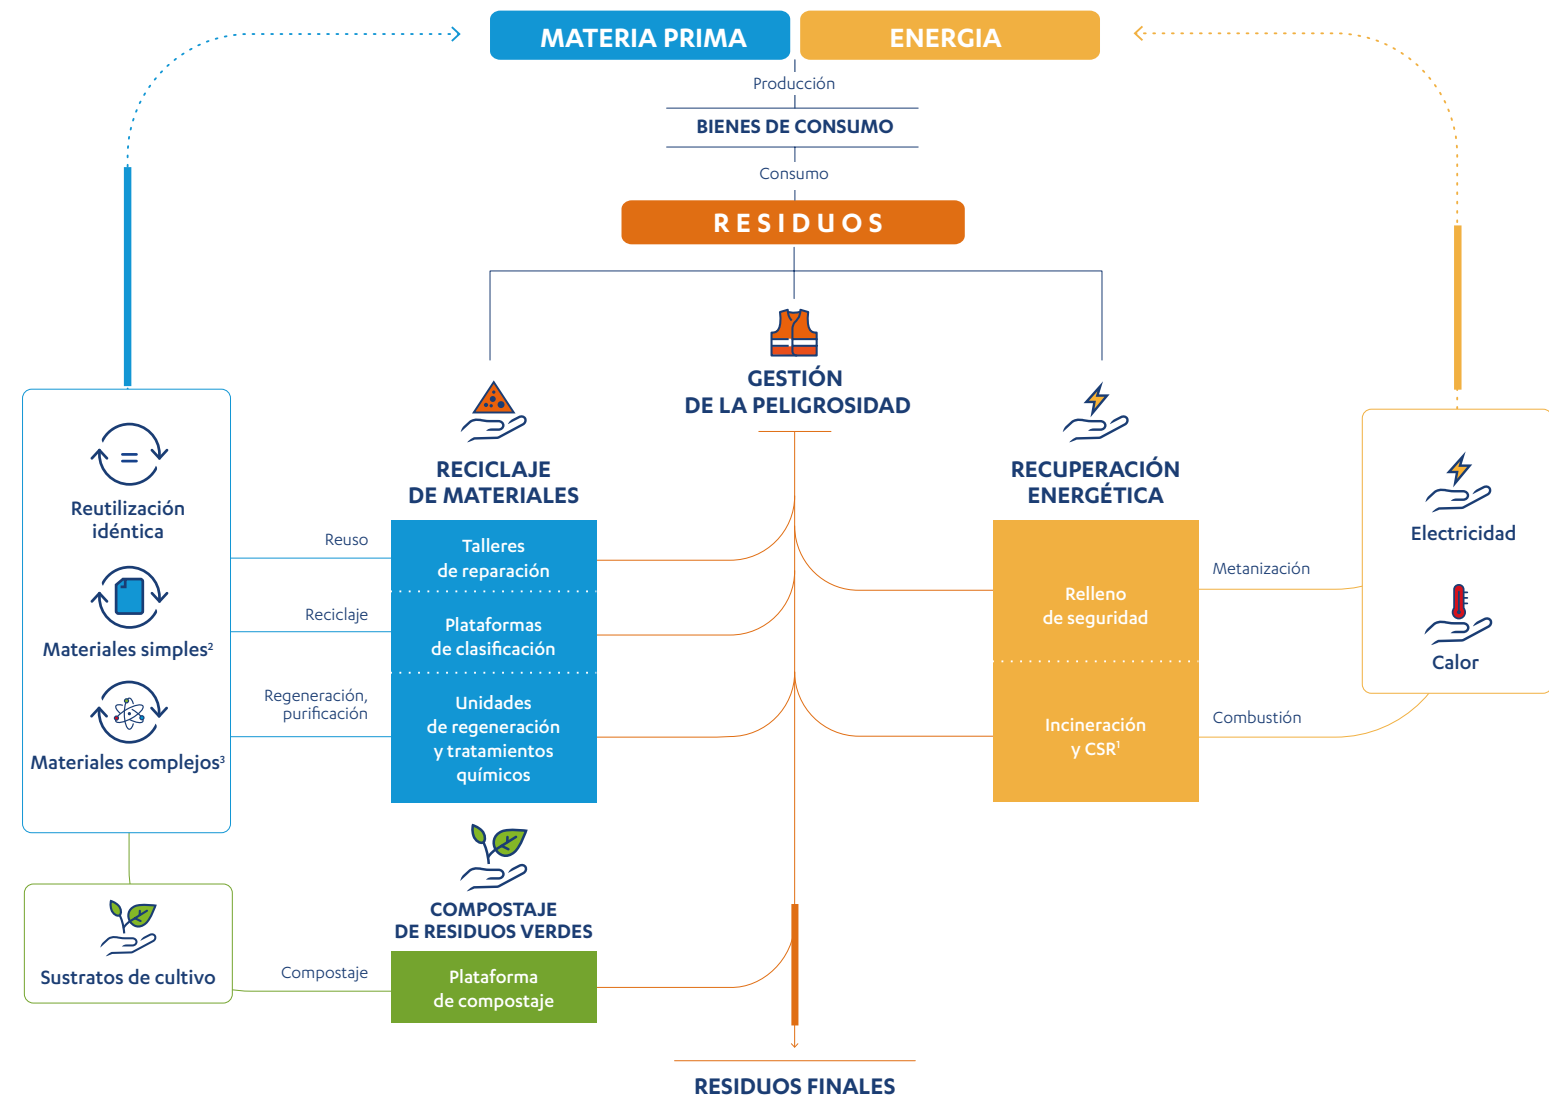 MATERIA PRIMA
ENERGIA
Producción
BIENES DE CONSUMO
Consumo
RESIDUOS
GESTIÓN
DE LA PELIGROSIDAD
RECICLAJE
DE MATERIALES
RECUPERACIÓN
ENERGÉTICA
=
Reutilización
idéntica
Materiales simples²
Materiales complejos³
Reuso
Reciclaje
Regeneración,
purificación
Talleres
de reparación
Plataformas
de clasificación
Unidades
de regeneración
y tratamientos
químicos
Relleno
de seguridad
Incineración
y CSR¹
Metanización
Combustión
Electricidad
Calor
COMPOSTAJE
DE RESIDUOS VERDES
Sustratos de cultivo
Compostaje
Plataforma
de compostaje
RESIDUOS FINALES